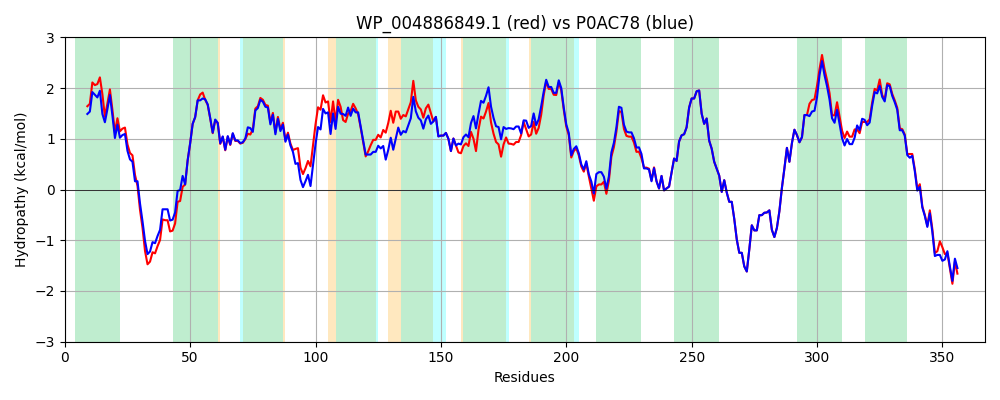 WP_004886849.1 (red) vs P0AC78 (blue)
Hydropathy (kcal/mol)
3
2
1
0
−1
−2
−3
0 50 100 150 200 250 300 350
Residues